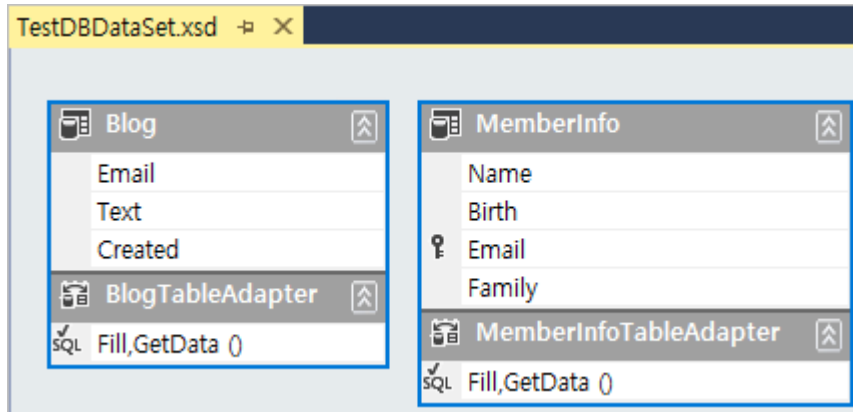 TestDBDataSet.xsd
Blog
Email
Text
Created
BlogTableAdapter
SQL Fill,GetData ()
MemberInfo
Name
Birth
Email
Family
MemberInfoTableAdapter
SQL Fill,GetData ()